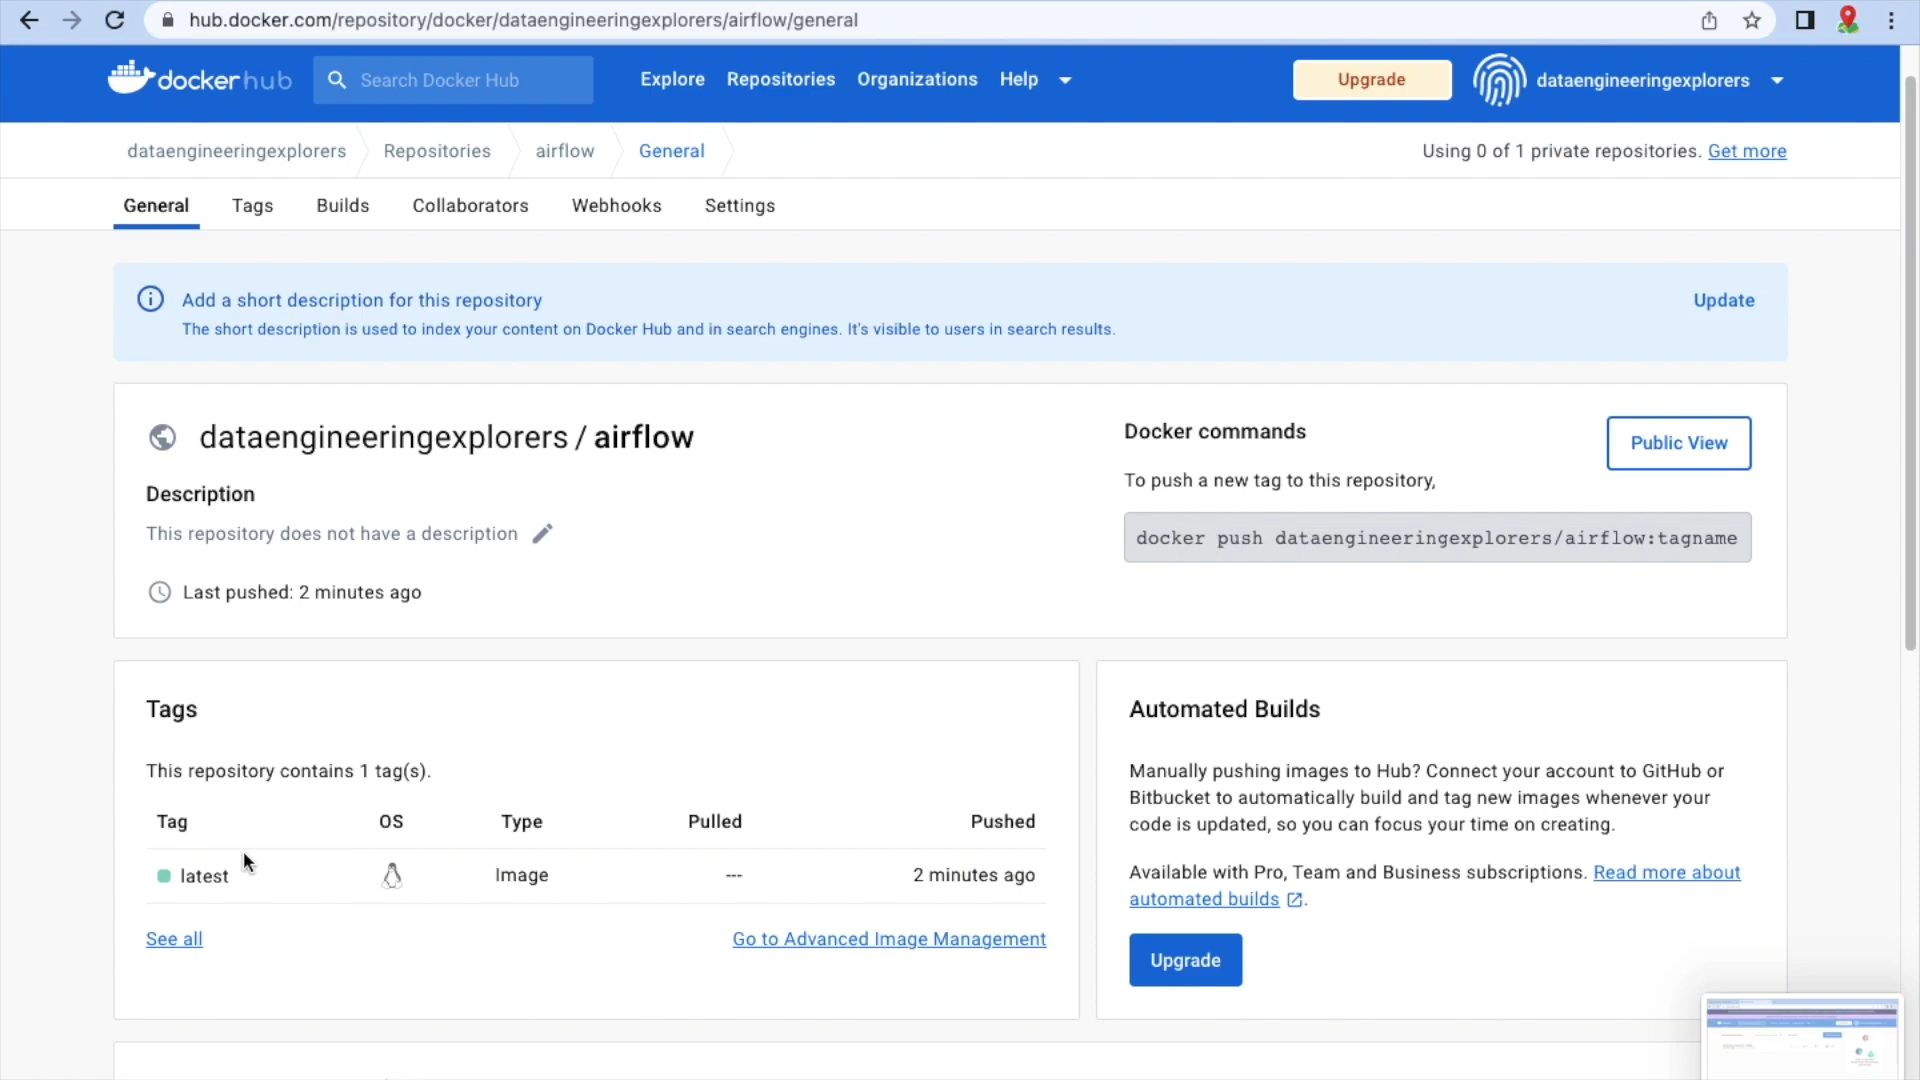 hub.docker.com/repository/docker/dataengineeringexplorers/airflow/general
dockerhub
Search Docker Hub
Explore Repositories Organizations Help
Upgrade
dataengineeringexplorers
dataengineeringexplorers Repositories airflow General
Using 0 of 1 private repositories. Get more
General Tags Builds Collaborators Webhooks Settings
Add a short description for this repository
Update
The short description is used to index your content on Docker Hub and in search engines. It's visible to users in search results.
dataengineeringexplorers / airflow
Description
This repository does not have a description
Last pushed: 2 minutes ago
Docker commands
Public View
To push a new tag to this repository,
docker push dataengineeringexplorers/airflow:tagname
Tags
This repository contains 1 tag(s).
Tag OS Type Pulled Pushed
latest Image --- 2 minutes ago
See all
Go to Advanced Image Management
Automated Builds
Manually pushing images to Hub? Connect your account to GitHub or
Bitbucket to automatically build and tag new images whenever your
code is updated, so you can focus your time on creating.
Available with Pro, Team and Business subscriptions. Read more about
automated builds.
Upgrade